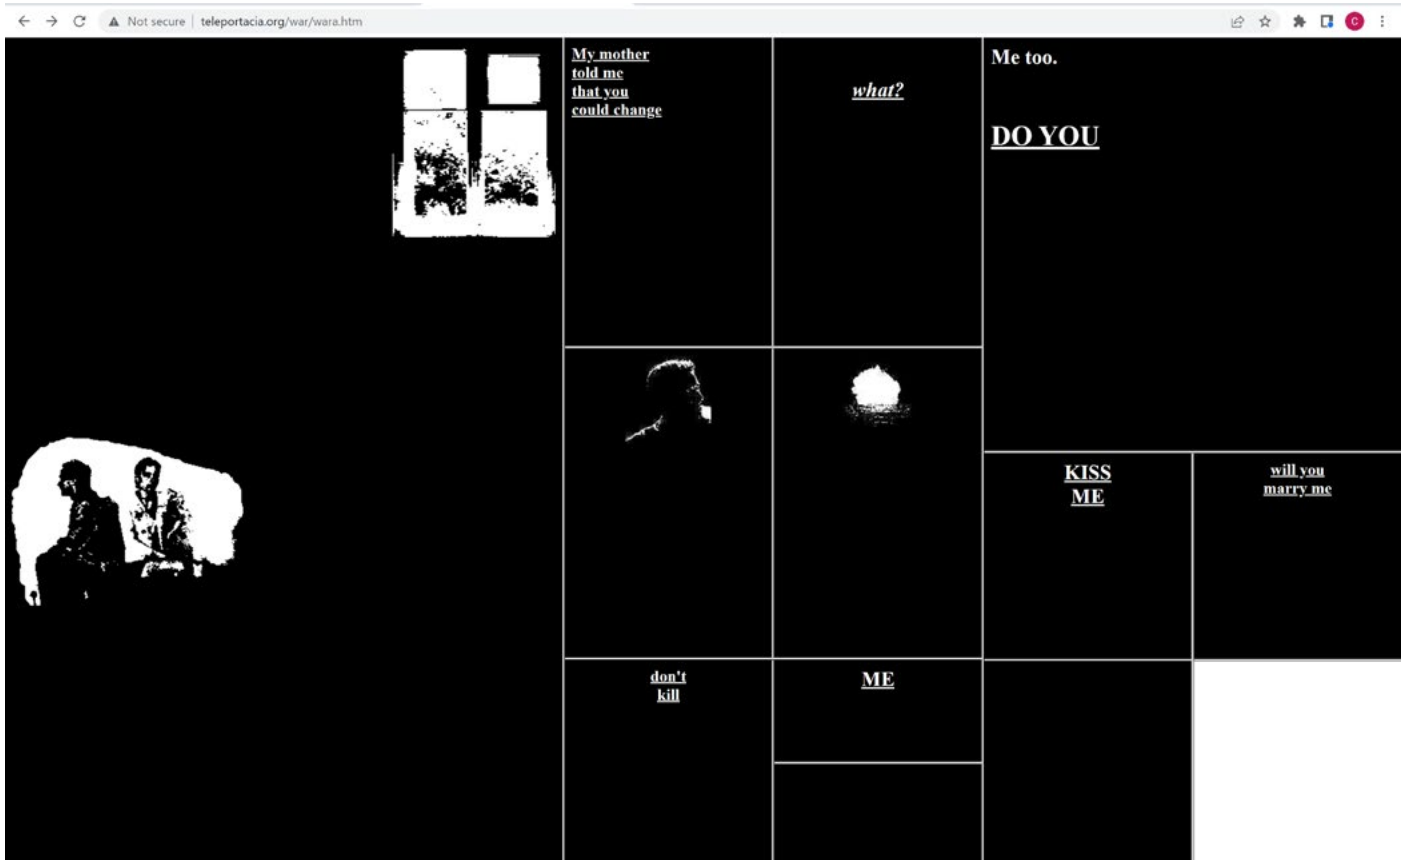 Not secure
teleportacia.org/war/wara.htm
C
My mother
told me
that you
could change
what?
Me too.
DO YOU
KISS
ME
will you
marry me
don't
kill
ME